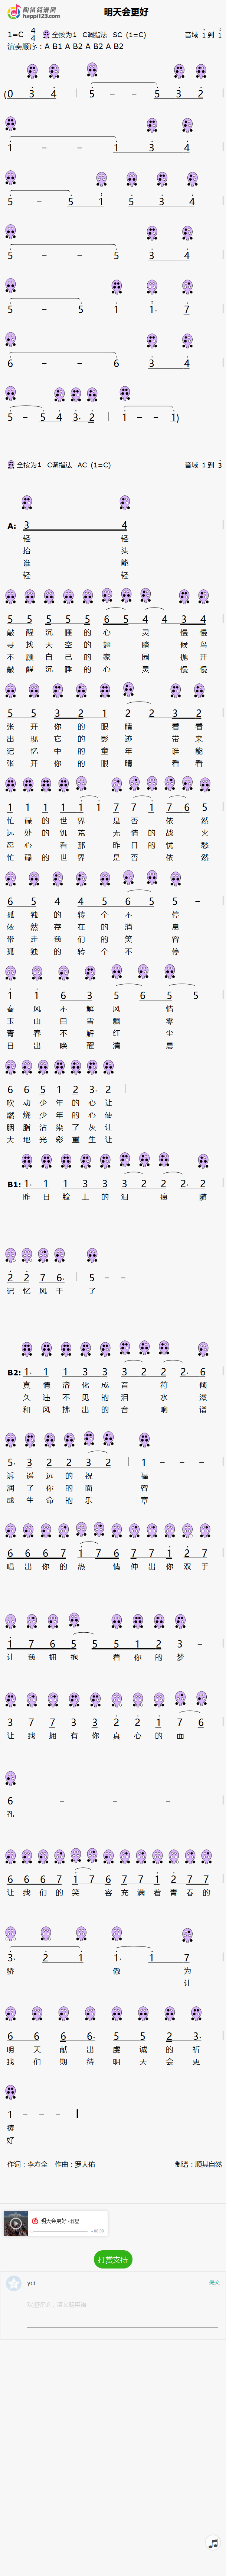 陶笛简谱网
happi123.com
明天会更好
1=C 4/4 全按为1 C调指法 SC (1=C) 音域 1 到 1
演奏顺序: A B1 A B2 A B2 A B2
(0 3 4 | 5 – – 5 3 2 |
1 – – 1 3 4 |
5 – 5 1 5 3 4 |
5 – – 5 3 4 |
5 – 5 1 1. 7 |
6 – – 6 3 4 |
5 – 5 4 3. 2 | 1 – – 1)
全按为1 C调指法 AC (1=C) 音域 1 到 3
A: 3 4 |
轻 轻
抬 头
谁 能
轻 轻
5 5 5 5 5 6 5 4 4 3 4 |
敲 醒 沉 睡 的 心 灵 慢 慢
寻 找 天 空 的 翅 膀 候 鸟
不 顾 自 己 的 家 园 抛 开
敲 醒 沉 睡 的 心 灵 慢 慢
5 5 3 2 1 2 2 3 2 |
张 开 你 的 眼 睛 看 看
出 现 它 的 影 迹 带 来
记 忆 中 的 童 年 谁 能
张 开 你 的 眼 睛 看 看
1 1 1 1 1 1 7 7 1 7 6 5 |
忙 碌 的 世 界 是 否 依 然
远 处 的 饥 荒 无 情 的 战 火
忍 心 看 那 昨 日 的 忧 愁
忙 碌 的 世 界 是 否 依 然
6 5 4 4 5 6 5 5 – |
孤 独 的 转 个 不 停
依 然 存 在 的 消 息
带 走 我 们 的 笑 容
孤 独 的 转 个 不 停
1 1 6 3 5 6 5 5 |
春 风 不 解 风 情
玉 山 白 雪 飘 零
青 春 不 解 红 尘
日 出 不 唤 醒 清 晨
6 6 5 1 2 3. 2 |
吹 动 少 年 的 心 让
燃 烧 少 年 的 心 使
胭 脂 沾 染 了 灰 让
大 地 光 彩 重 生 让
B1: 1. 1 1 3 3 3 2 2 2. 2 |
昨 日 脸 上 的 泪 痕 随
2 2 7 6. | 5 – –
记 忆 风 干 了
B2: 1. 1 1 3 3 3 2 2 2. 6 |
真 情 溶 化 成 音 符 倾
久 违 不 见 的 泪 水 滋
和 风 拂 出 的 音 响 谱
5. 3 2 2 2 3 2 | 1 – – – |
诉 遥 远 的 祝 福
润 了 你 的 面 容
成 生 命 的 乐 章
6 6 6 7 1 7 6 7 7 1 2 7 |
唱 出 你 的 热 情 伸 出 你 双 手
1 7 6 5 5 5 1 2 3 – |
让 我 拥 抱 着 你 的 梦
3 7 7 3 3 2 2 1 7 6 |
让 我 拥 有 你 真 心 的 面
6 – – – |
孔
6 6 6 7 1 7 6 7 7 1 2 7 7 |
让 我 们 的 笑 容 充 满 着 青 春 的
3. 2 1 1. 1 7 |
骄 傲 为
让
6 6 6 6. 5 5 2 3. |
明 天 献 出 虔 诚 的 祈
我 们 期 待 明 天 会 更
1 – – – ‖
祷
好
作词：李寿全 作曲：罗大佑 制谱：顺其自然
明天会更好 - 群星
打赏支持
ycl
提交